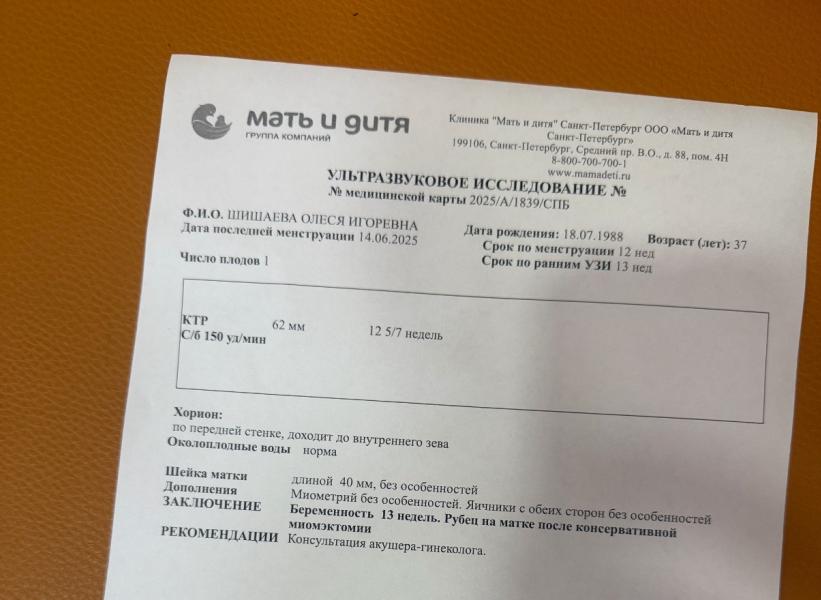 мать и дитя
ГРУППА КОМПАНИЙ
Клиника "Мать и дитя" Санкт-Петербург ООО «Мать и дитя
Санкт-Петербург»
199106, Санкт-Петербург, Средний пр. В.О., д. 88, пом. 4Н
8-800-700-700-1
www.mamadeti.ru
УЛЬТРАЗВУКОВОЕ ИССЛЕДОВАНИЕ №
№ медицинской карты 2025/А/1839/СПБ
Ф.И.О. ШИШАЕВА ОЛЕСЯ ИГОРЕВНА
Дата рождения: 18.07.1988 Возраст (лет): 37
Дата последней менструации 14.06.2025
Срок по менструации 12 нед
Срок по ранним УЗИ 13 нед
Число плодов 1
КТР 62 мм 12 5/7 недель
С/б 150 уд/мин
Хорион:
по передней стенке, доходит до внутреннего зева
Околоплодные воды норма
Шейка матки длиной 40 мм, без особенностей
Дополнения Миометрий без особенностей. Яичники с обеих сторон без особенностей
ЗАКЛЮЧЕНИЕ Беременность 13 недель. Рубец на матке после консервативной
миомэктомии
РЕКОМЕНДАЦИИ Консультация акушера-гинеколога.